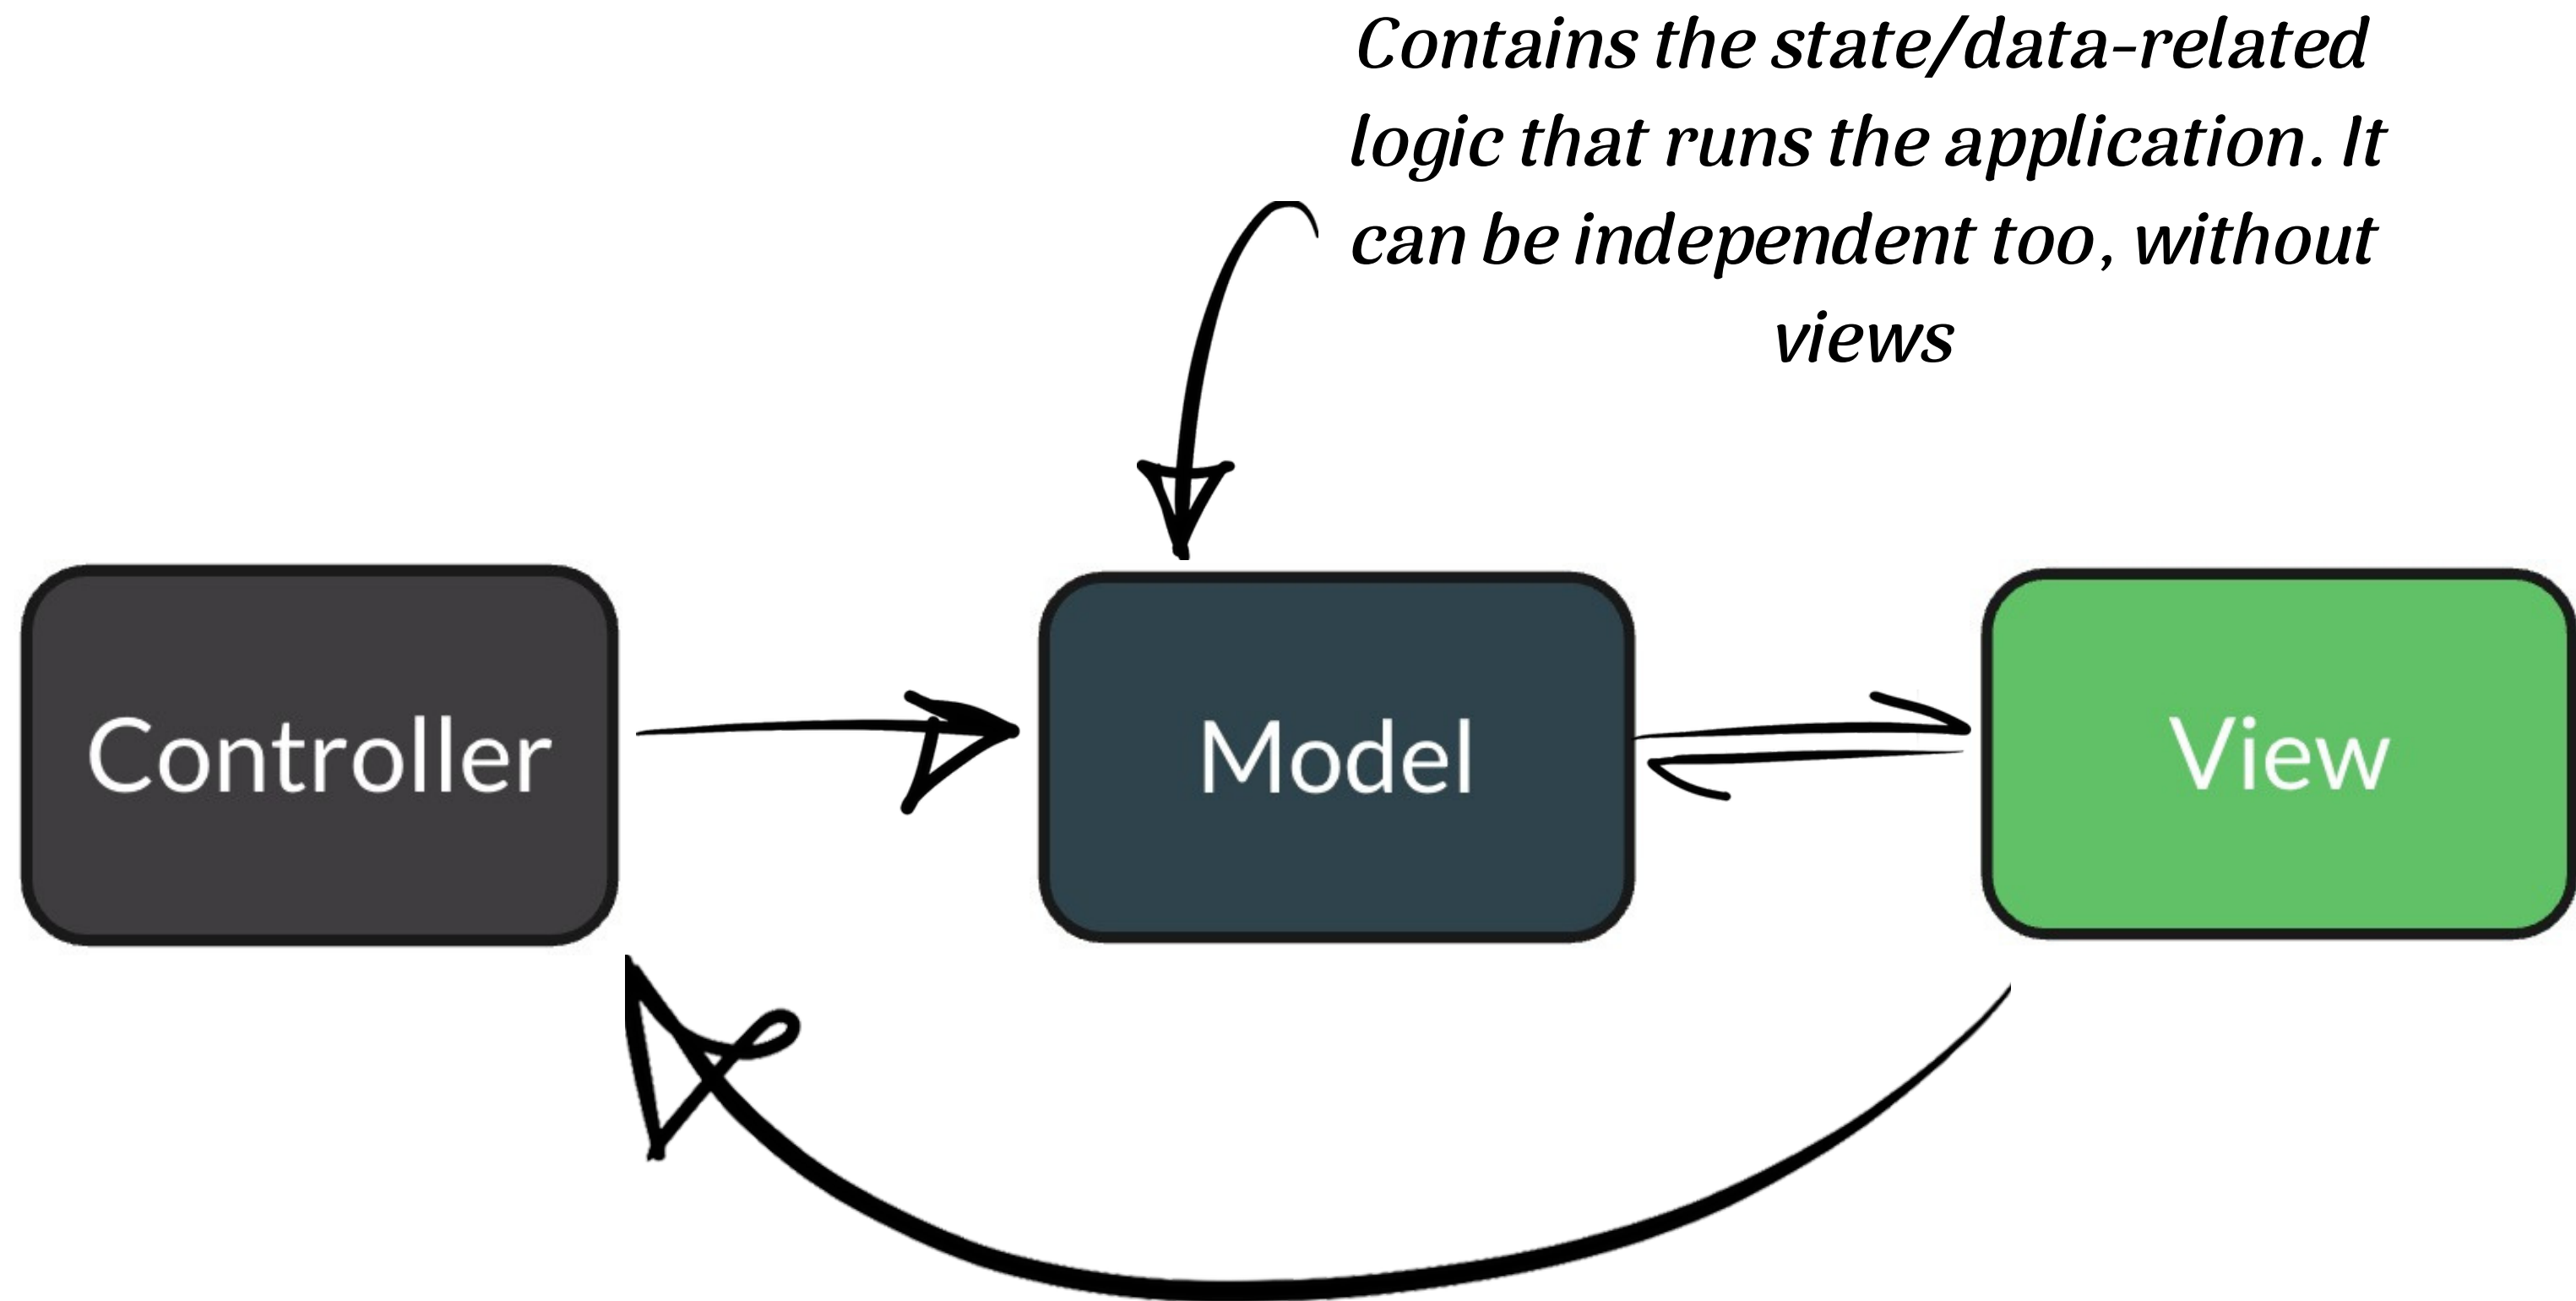 Contains the state/data-related
logic that runs the application. It
can be independent too, without
views
Controller
Model
View